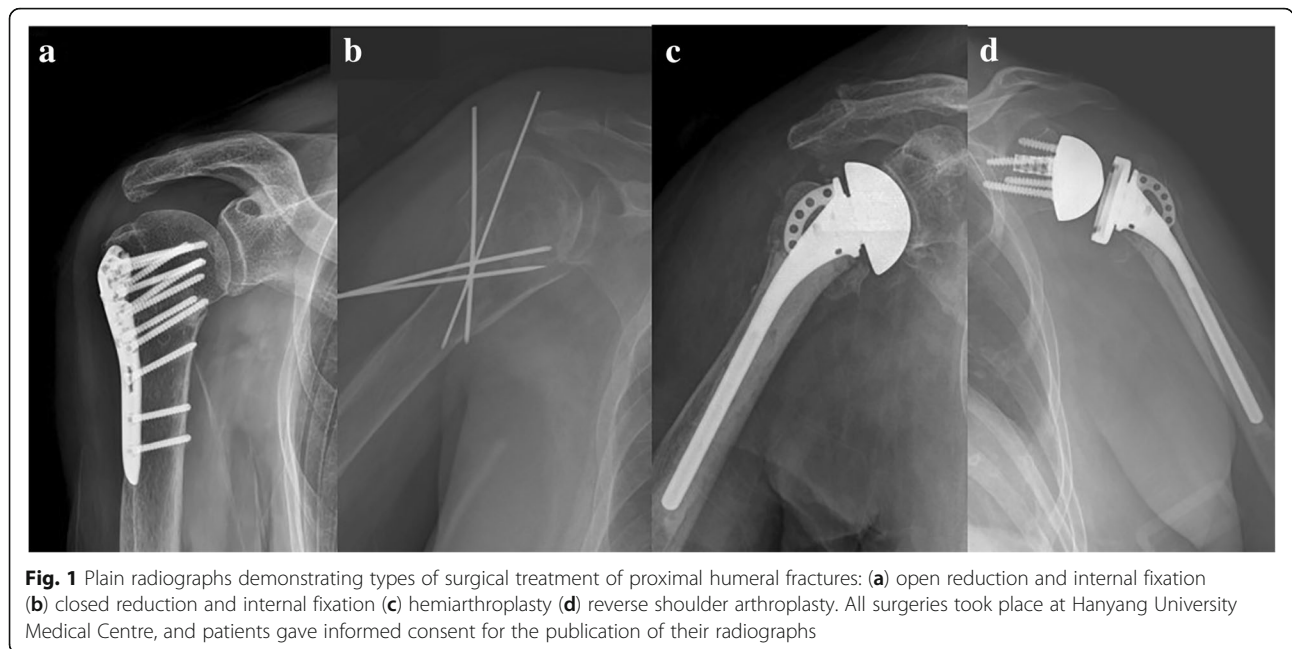 a b c d
Fig. 1 Plain radiographs demonstrating types of surgical treatment of proximal humeral fractures: (a) open reduction and internal fixation
(b) closed reduction and internal fixation (c) hemiarthroplasty (d) reverse shoulder arthroplasty. All surgeries took place at Hanyang University
Medical Centre, and patients gave informed consent for the publication of their radiographs